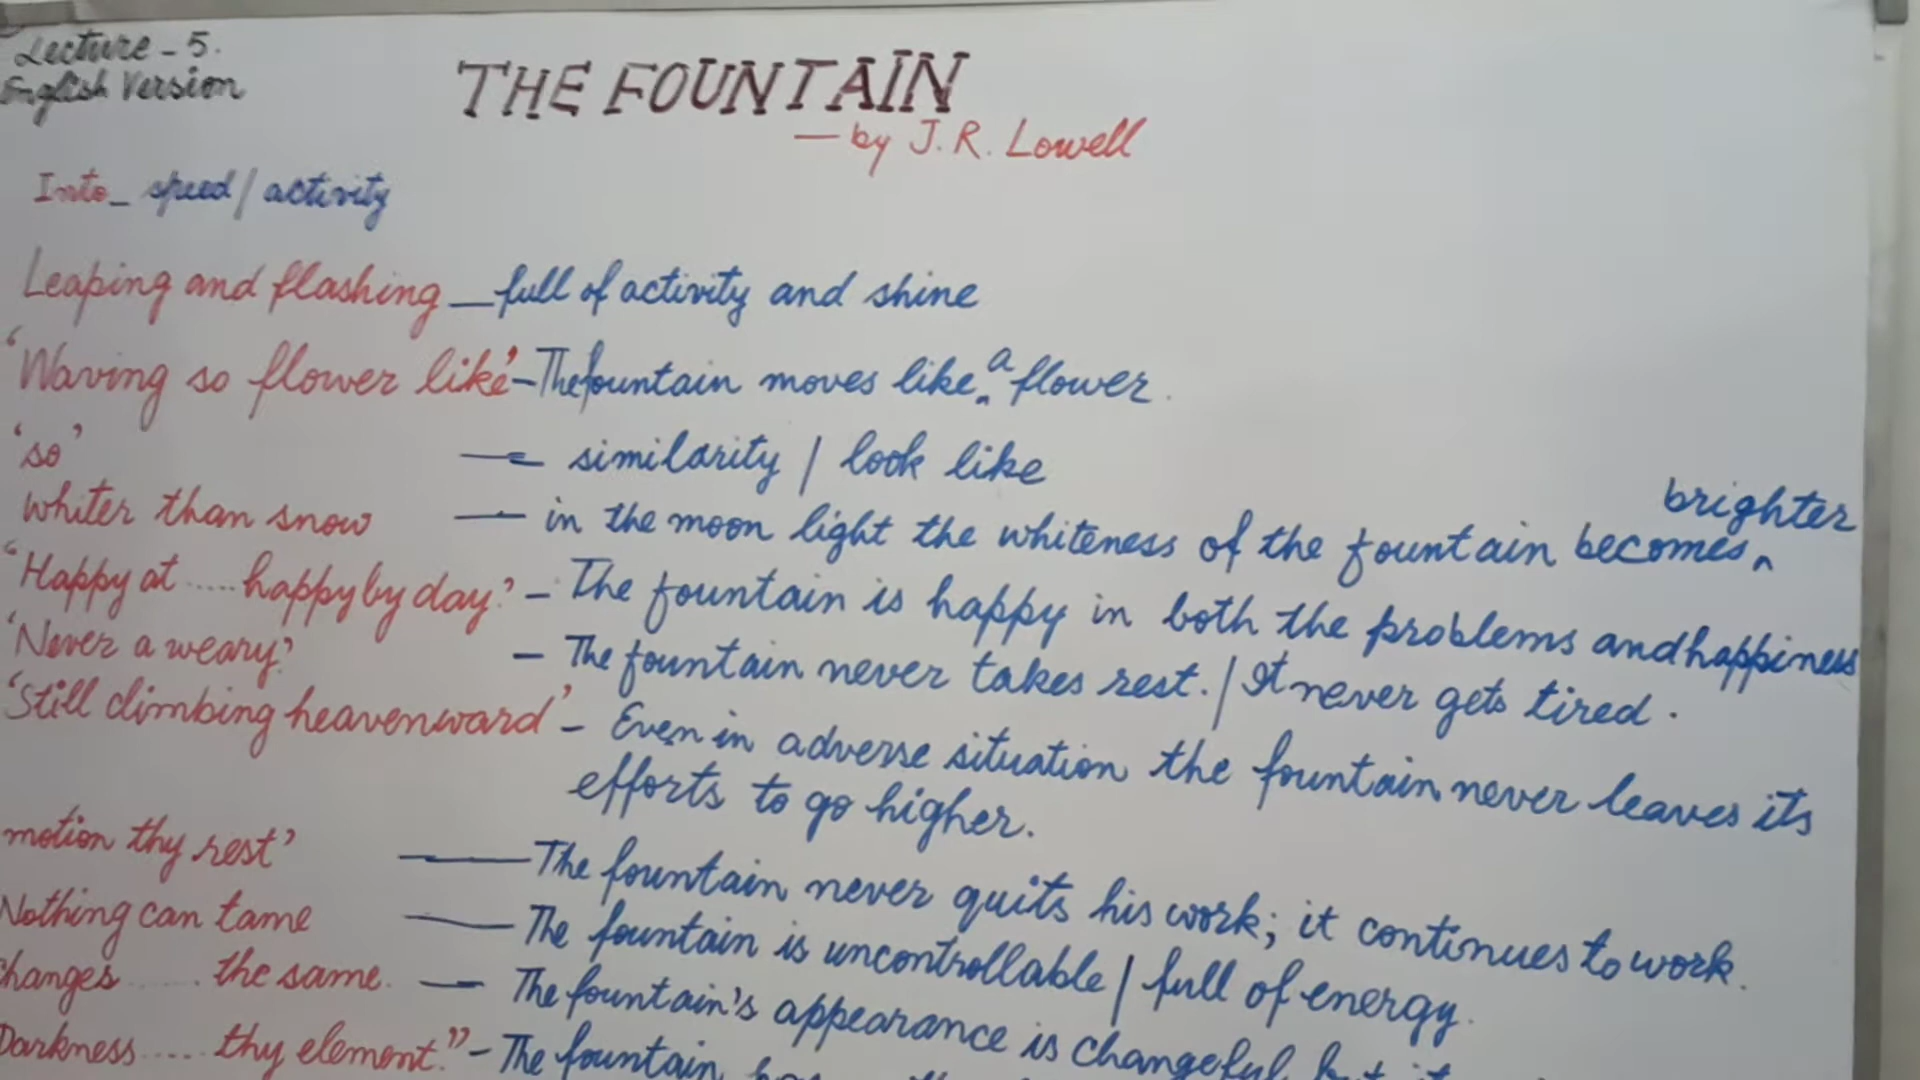 Lecture - 5.
English Version
THE FOUNTAIN
— by J. R. Lowell
Into_ speed / activity
Leaping and flashing _ full of activity and shine
'Waving so flower like' - The fountain moves like a flower.
'so' — similarity / look like
whiter than snow — in the moon light the whiteness of the fountain becomes brighter
"Happy at ..... happy by day.' - The fountain is happy in both the problems and happiness
'Never a weary.' - The fountain never takes rest. / It never gets tired.
'Still climbing heavenward' - Even in adverse situation the fountain never leaves its
efforts to go higher.
motion thy rest' — The fountain never quits his work; it continues to work.
Nothing can tame — The fountain is uncontrollable / full of energy.
changes ...... the same. — The fountain's appearance is changeful but it
Darkness .... thy element." - The fountain has